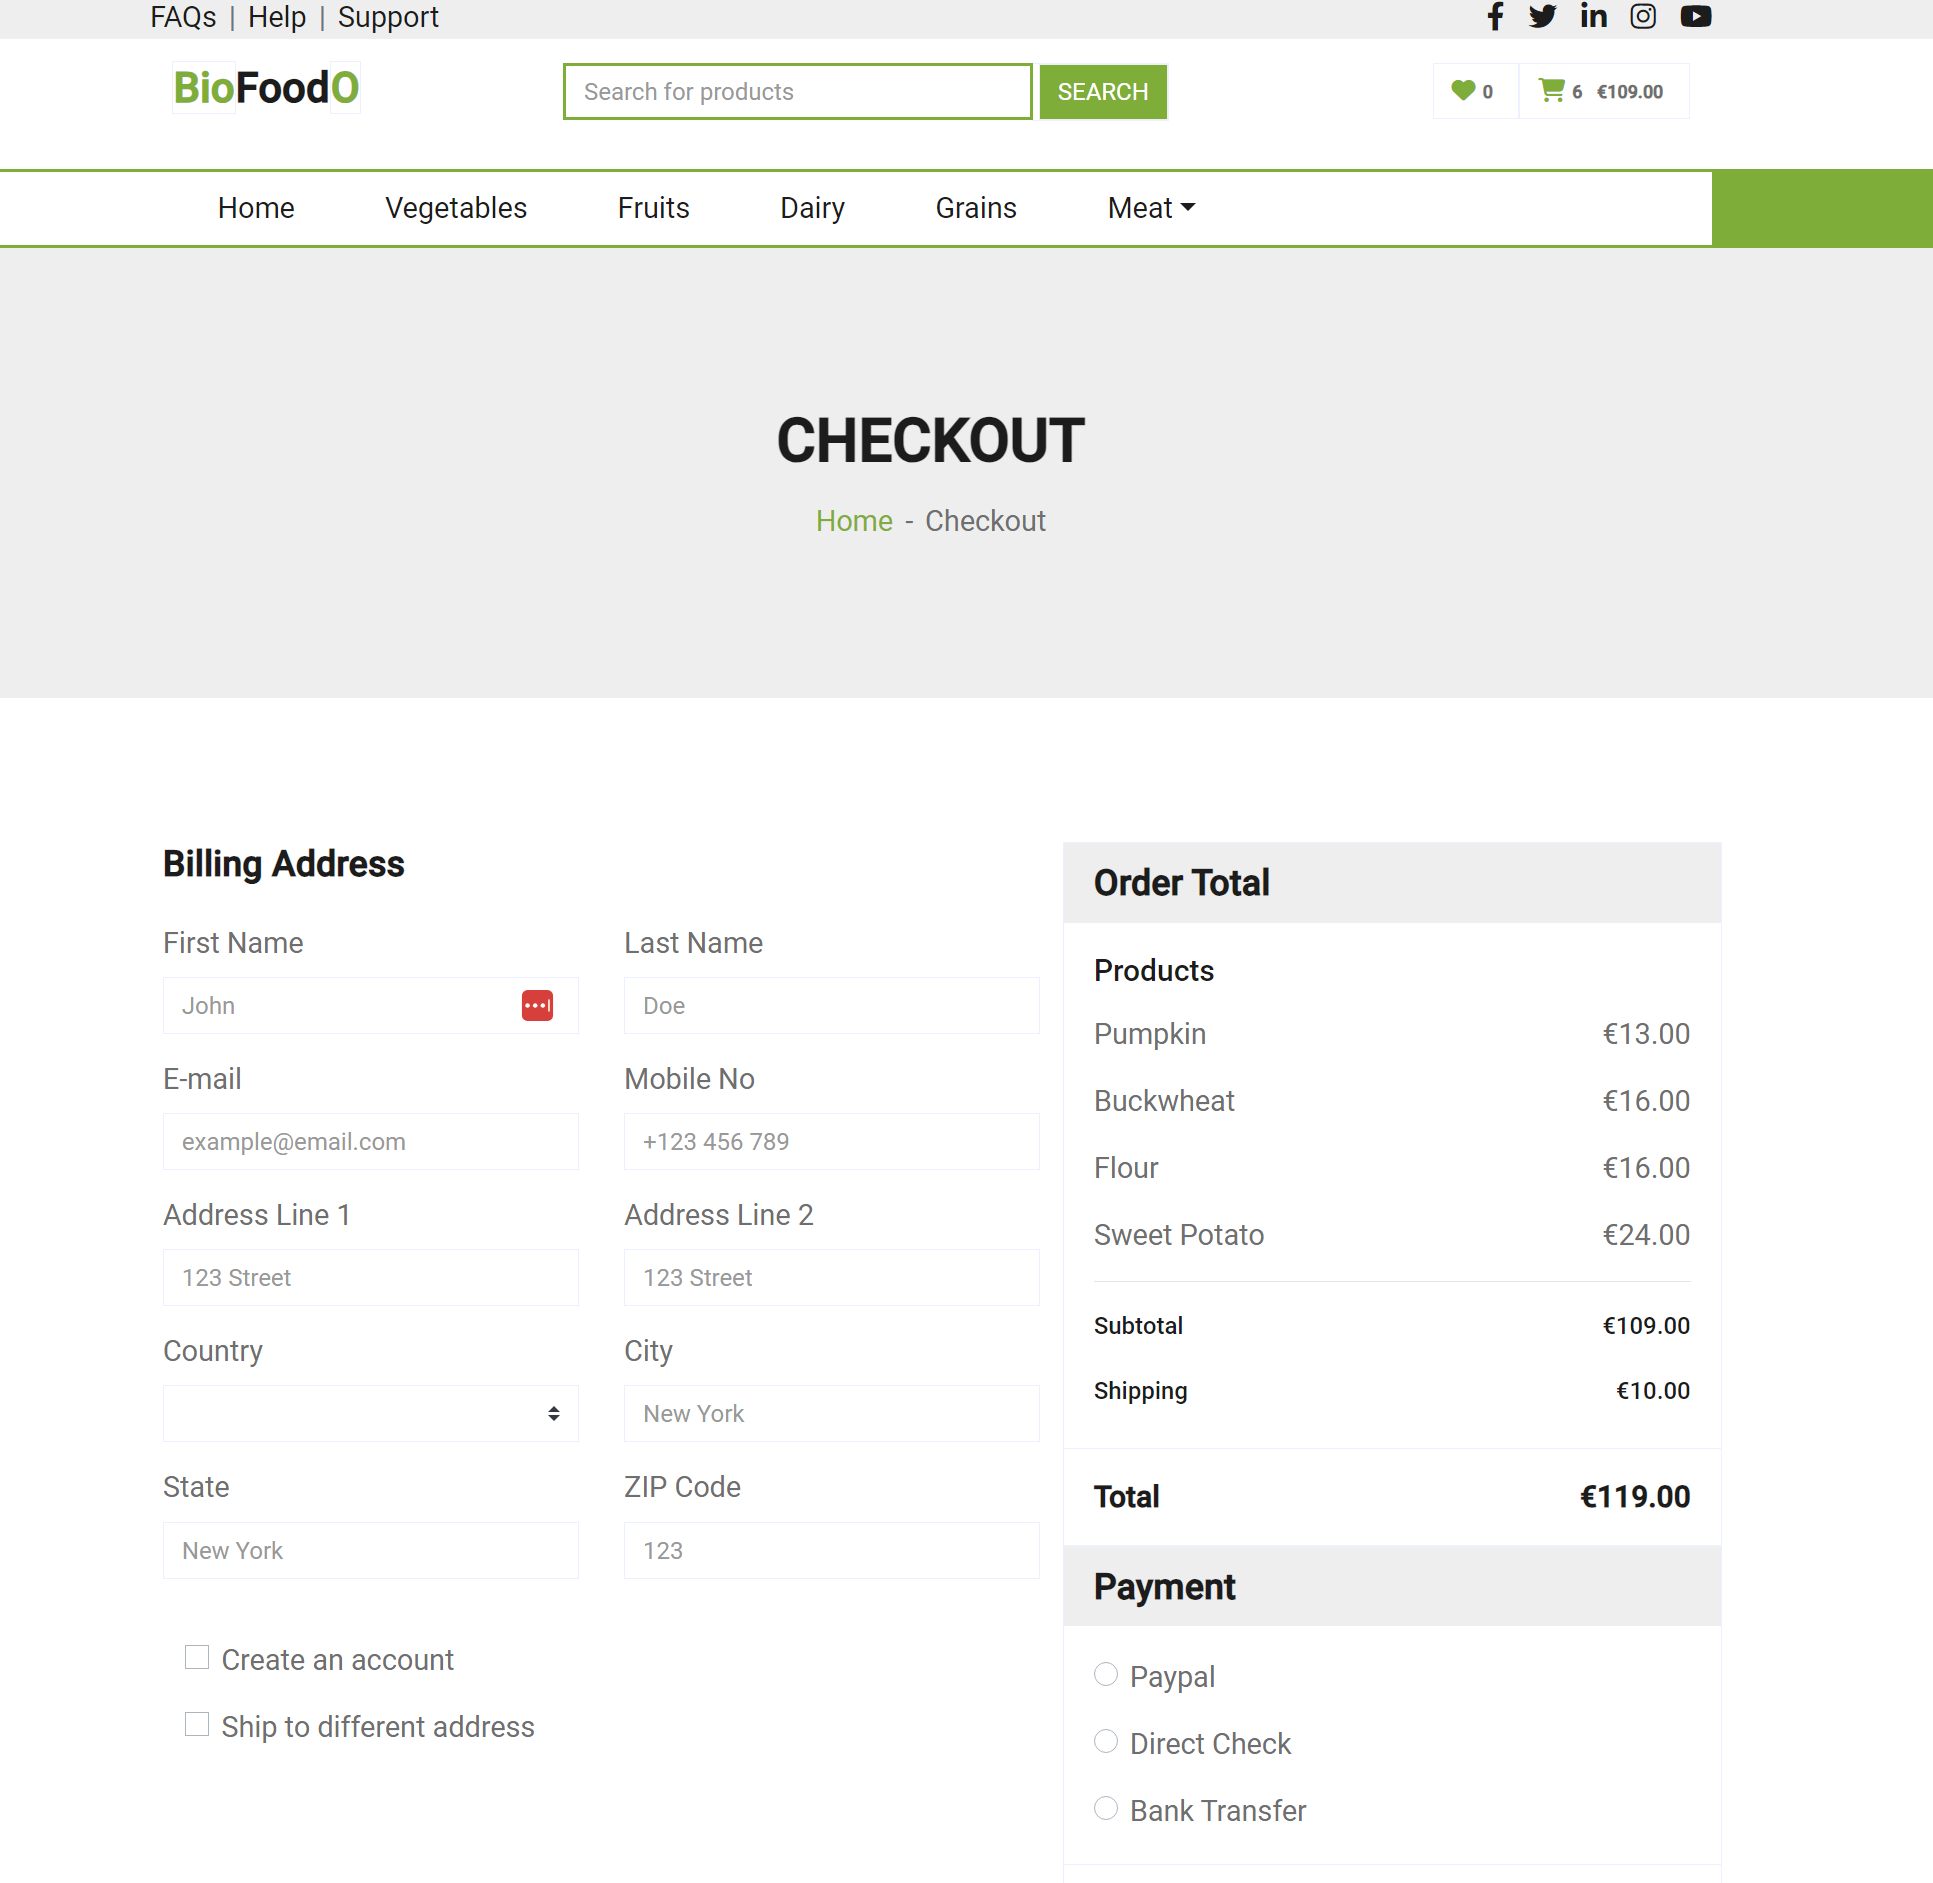 FAQs | Help | Support
BioFoodO
Search for products
SEARCH
0
6 €109.00
Home Vegetables Fruits Dairy Grains Meat
CHECKOUT
Home - Checkout
Billing Address
First Name
Last Name
John
Doe
E-mail
Mobile No
example@email.com
+123 456 789
Address Line 1
Address Line 2
123 Street
123 Street
Country
City
New York
State
ZIP Code
New York
123
Create an account
Ship to different address
Order Total
Products
Pumpkin €13.00
Buckwheat €16.00
Flour €16.00
Sweet Potato €24.00
Subtotal €109.00
Shipping €10.00
Total €119.00
Payment
Paypal
Direct Check
Bank Transfer